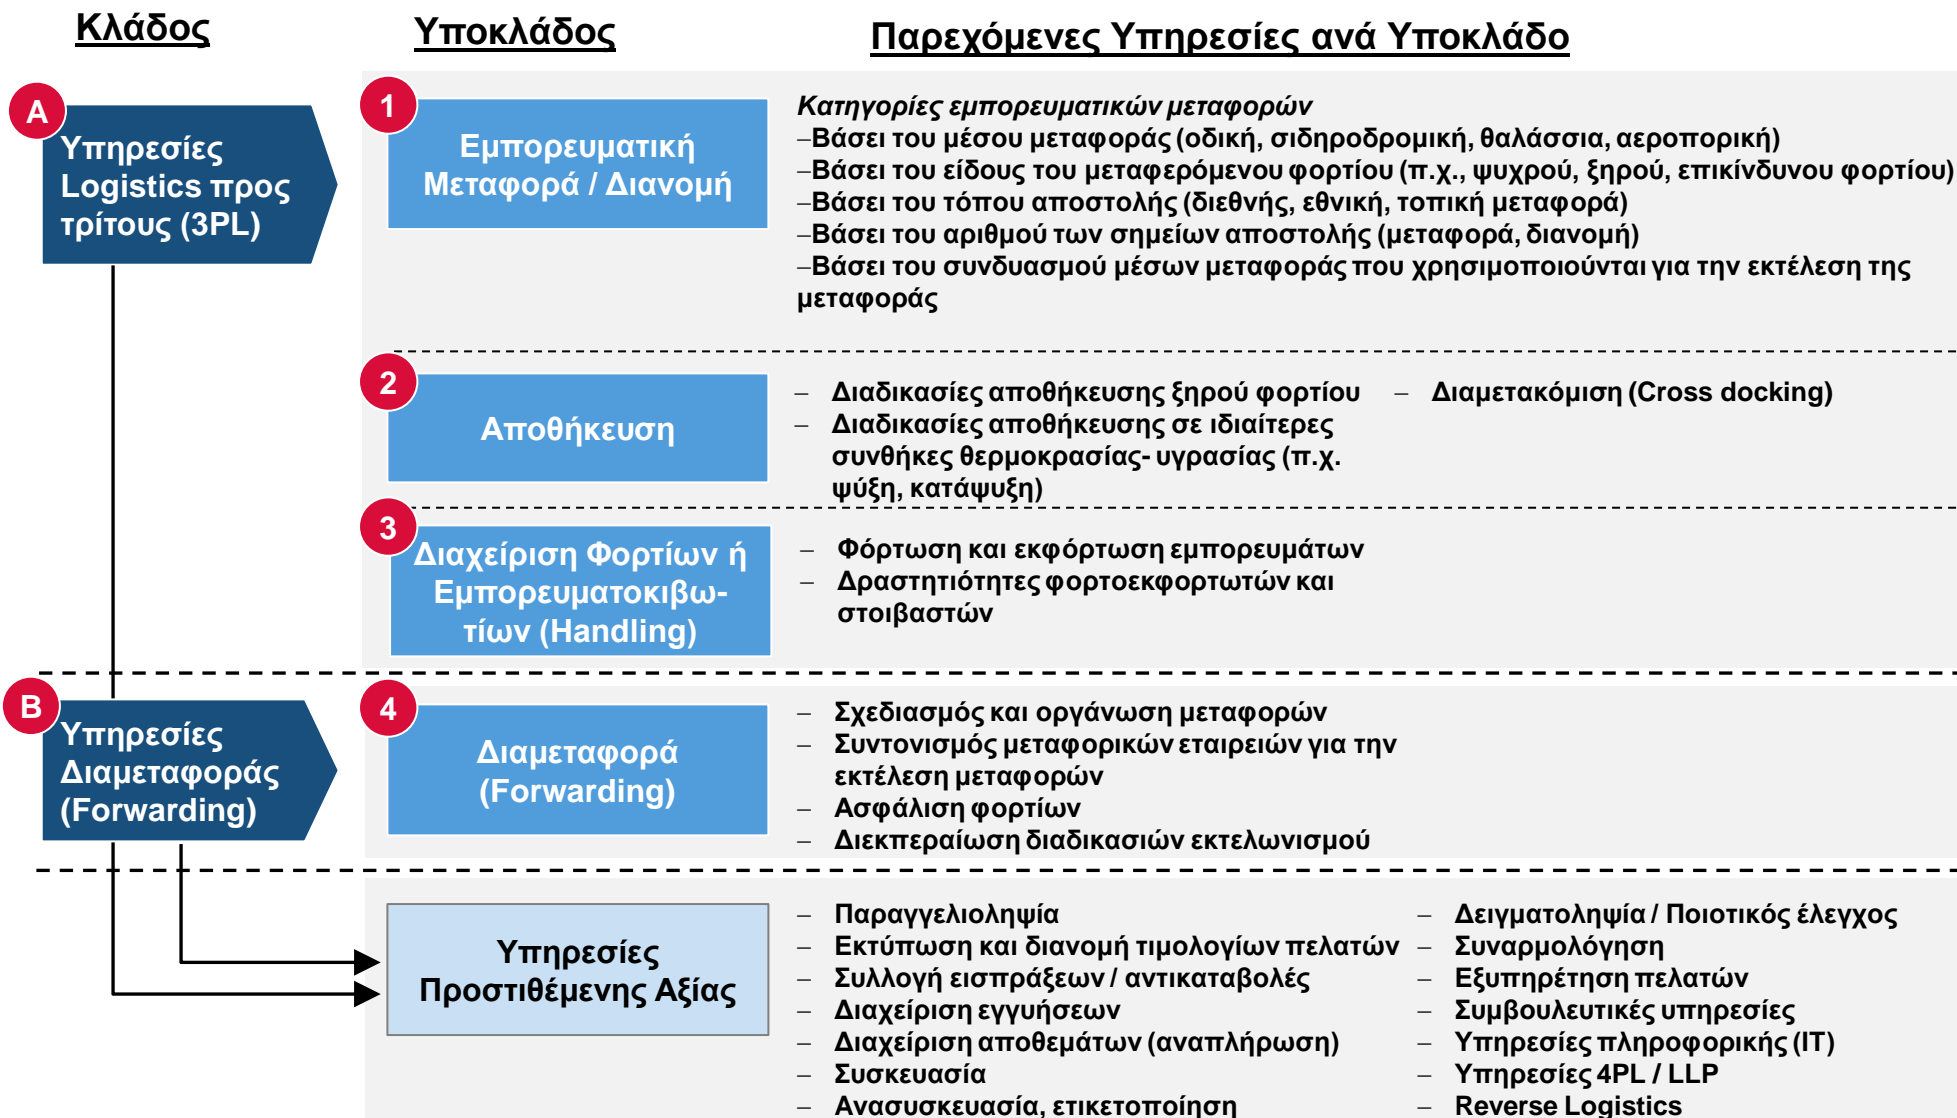 Κλάδος
Υποκλάδος
Παρεχόμενες Υπηρεσίες ανά Υποκλάδο
A
Υπηρεσίες
Logistics προς
τρίτους (3PL)
1
Εμπορευματική
Μεταφορά / Διανομή
Κατηγορίες εμπορευματικών μεταφορών
–Βάσει του μέσου μεταφοράς (οδική, σιδηροδρομική, θαλάσσια, αεροπορική)
–Βάσει του είδους του μεταφερόμενου φορτίου (π.χ., ψυχρού, ξηρού, επικίνδυνου φορτίου)
–Βάσει του τόπου αποστολής (διεθνής, εθνική, τοπική μεταφορά)
–Βάσει του αριθμού των σημείων αποστολής (μεταφορά, διανομή)
–Βάσει του συνδυασμού μέσων μεταφοράς που χρησιμοποιούνται για την εκτέλεση της
μεταφοράς
2
Αποθήκευση
– Διαδικασίες αποθήκευσης ξηρού φορτίου
– Διαδικασίες αποθήκευσης σε ιδιαίτερες
συνθήκες θερμοκρασίας- υγρασίας (π.χ.
ψύξη, κατάψυξη)
– Διαμετακόμιση (Cross docking)
3
Διαχείριση Φορτίων ή
Εμπορευματοκιβω-
τίων (Handling)
– Φόρτωση και εκφόρτωση εμπορευμάτων
– Δραστητιότητες φορτοεκφορτωτών και
στοιβαστών
B
Υπηρεσίες
Διαμεταφοράς
(Forwarding)
4
Διαμεταφορά
(Forwarding)
– Σχεδιασμός και οργάνωση μεταφορών
– Συντονισμός μεταφορικών εταιρειών για την
εκτέλεση μεταφορών
– Ασφάλιση φορτίων
– Διεκπεραίωση διαδικασιών εκτελωνισμού
Υπηρεσίες
Προστιθέμενης Αξίας
– Παραγγελιοληψία
– Εκτύπωση και διανομή τιμολογίων πελατών
– Συλλογή εισπράξεων / αντικαταβολές
– Διαχείριση εγγυήσεων
– Διαχείριση αποθεμάτων (αναπλήρωση)
– Συσκευασία
– Ανασυσκευασία, ετικετοποίηση
– Δειγματοληψία / Ποιοτικός έλεγχος
– Συναρμολόγηση
– Εξυπηρέτηση πελατών
– Συμβουλευτικές υπηρεσίες
– Υπηρεσίες πληροφορικής (IT)
– Υπηρεσίες 4PL / LLP
– Reverse Logistics